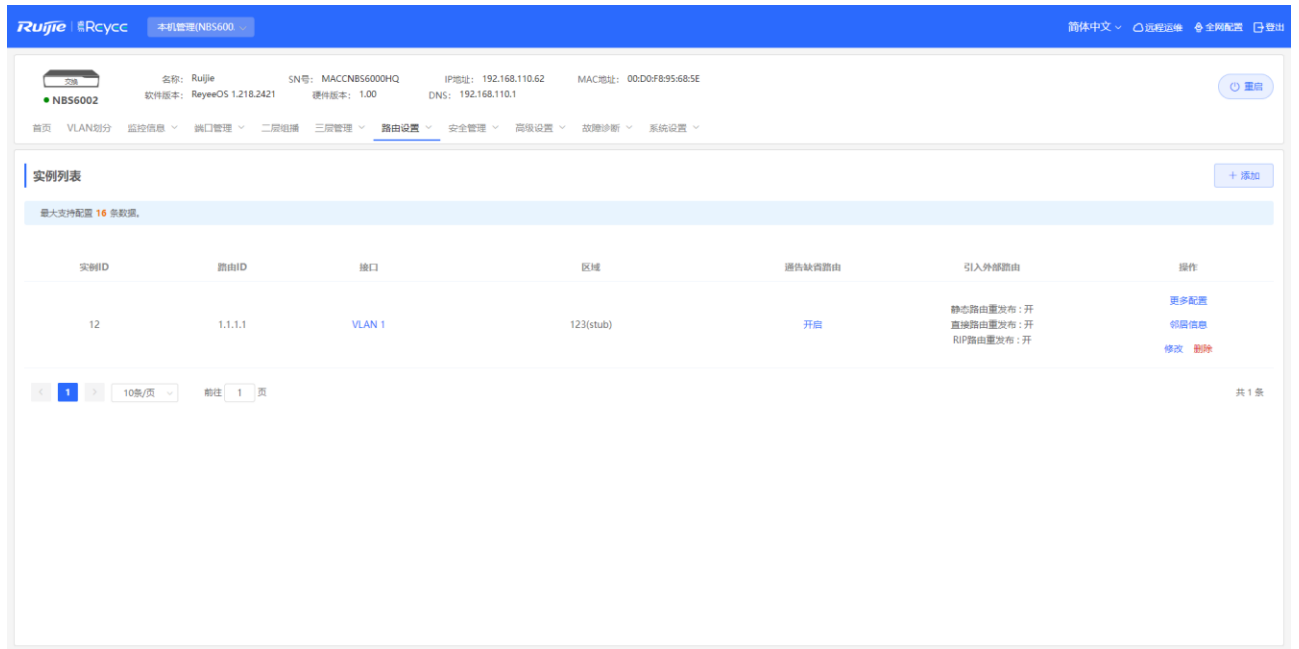 Ruijie | Rcycc 本机管理(NBS600. 简体中文 远程运维 全网配置 登出
交换
NBS6002
名称: Ruijie SN号: MACCNBS6000HQ IP地址: 192.168.110.62 MAC地址: 00:D0:F8:95:68:5E
软件版本: ReyeeOS 1.218.2421 硬件版本: 1.00 DNS: 192.168.110.1
重启
首页 VLAN划分 监控信息 端口管理 二层组播 三层管理 路由设置 安全管理 高级设置 故障诊断 系统设置
实例列表
+ 添加
最大支持配置 16 条数据。
实例ID 路由ID 接口 区域 通告缺省路由 引入外部路由 操作
12 1.1.1.1 VLAN 1 123(stub) 开启
静态路由重发布 : 开
直接路由重发布 : 开
RIP路由重发布 : 开
更多配置
邻居信息
修改 删除
< 1 > 10条/页 前往 1 页 共 1 条